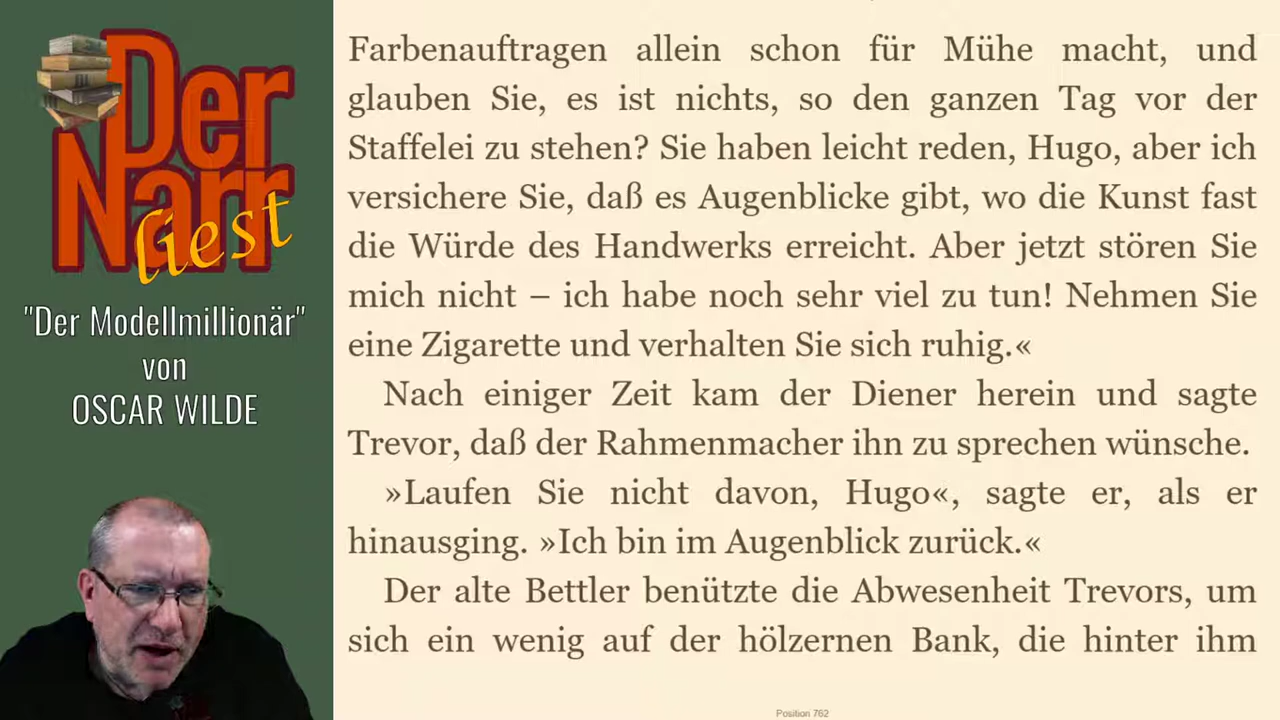 Der
Narr
liest
"Der Modellmillionär"
von
OSCAR WILDE
Farbenauftragen allein schon für Mühe macht, und
glauben Sie, es ist nichts, so den ganzen Tag vor der
Staffelei zu stehen? Sie haben leicht reden, Hugo, aber ich
versichere Sie, daß es Augenblicke gibt, wo die Kunst fast
die Würde des Handwerks erreicht. Aber jetzt stören Sie
mich nicht – ich habe noch sehr viel zu tun! Nehmen Sie
eine Zigarette und verhalten Sie sich ruhig.«
Nach einiger Zeit kam der Diener herein und sagte
Trevor, daß der Rahmenmacher ihn zu sprechen wünsche.
»Laufen Sie nicht davon, Hugo«, sagte er, als er
hinausging. »Ich bin im Augenblick zurück.«
Der alte Bettler benützte die Abwesenheit Trevors, um
sich ein wenig auf der hölzernen Bank, die hinter ihm
Position 762